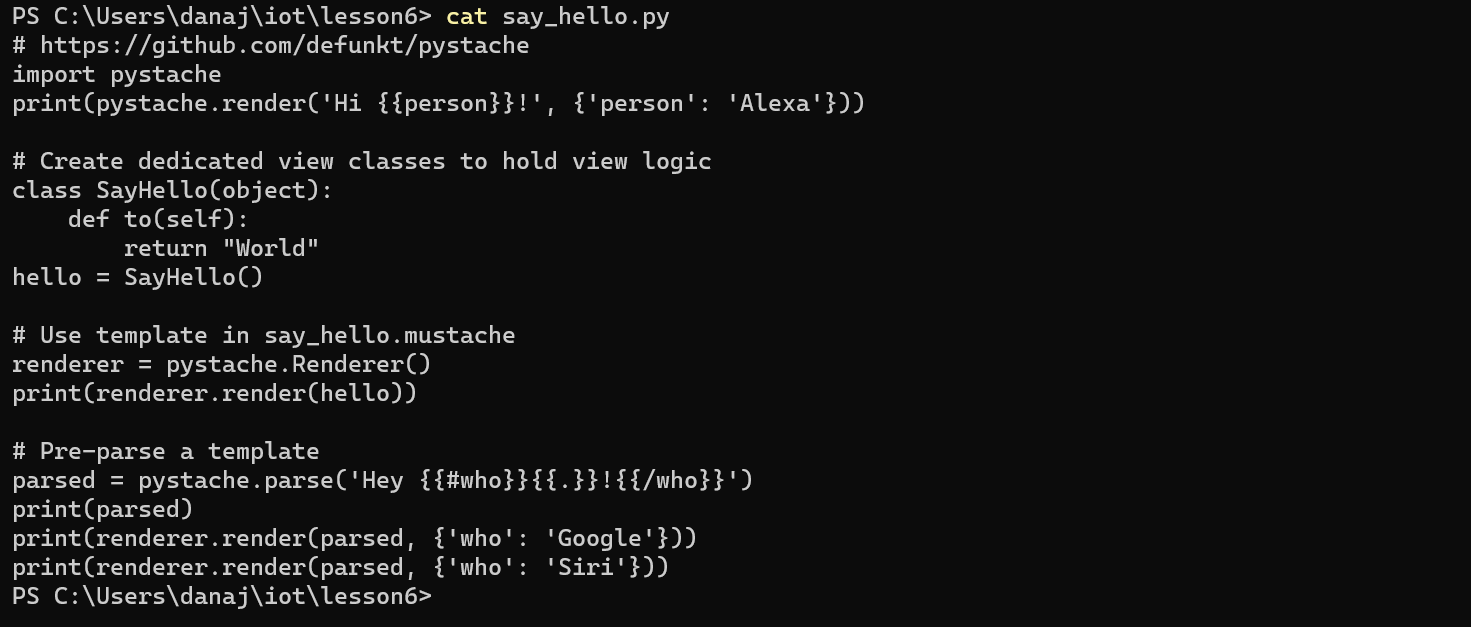 PS C:\Users\danaj\iot\lesson6> cat say_hello.py
# https://github.com/defunkt/pystache
import pystache
print(pystache.render('Hi {{person}}!', {'person': 'Alexa'}))

# Create dedicated view classes to hold view logic
class SayHello(object):
    def to(self):
        return "World"
hello = SayHello()

# Use template in say_hello.mustache
renderer = pystache.Renderer()
print(renderer.render(hello))

# Pre-parse a template
parsed = pystache.parse('Hey {{#who}}{{.}}!{{/who}}')
print(parsed)
print(renderer.render(parsed, {'who': 'Google'}))
print(renderer.render(parsed, {'who': 'Siri'}))
PS C:\Users\danaj\iot\lesson6>